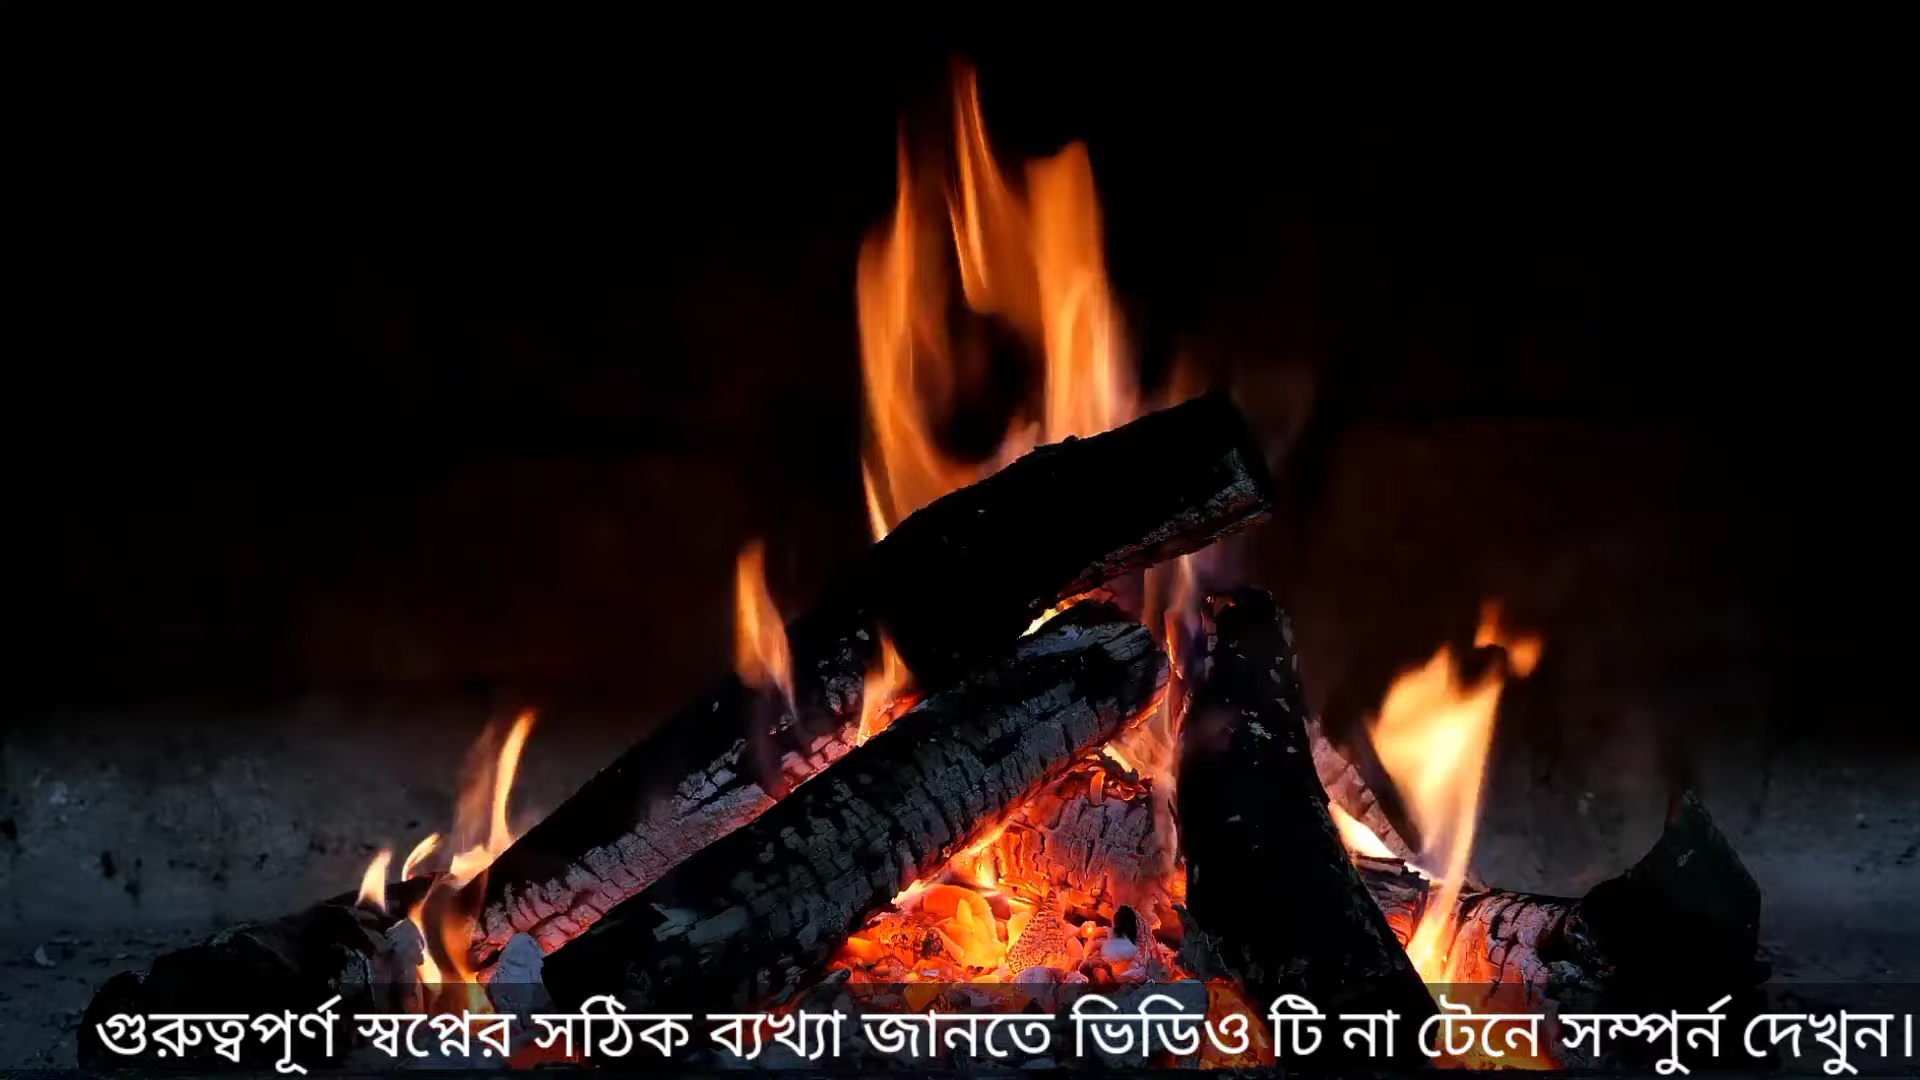 গুরুত্বপূর্ণ স্বপ্নের সঠিক ব্যখ্যা জানতে ভিডিও টি না টেনে সম্পুর্ন দেখুন।